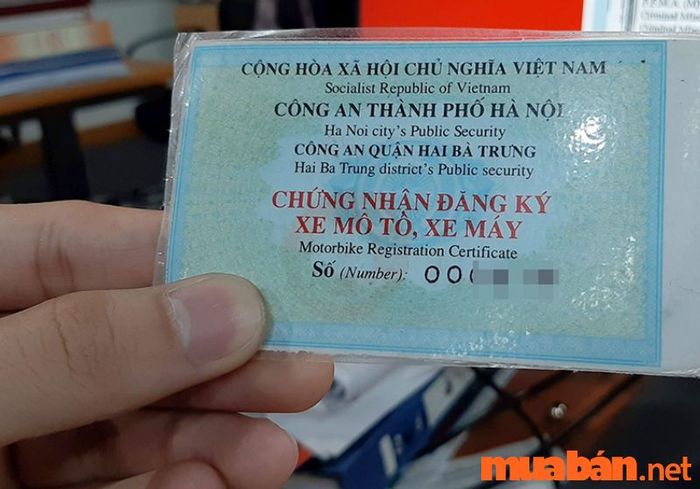 CỘNG HÒA XÃ HỘI CHỦ NGHĨA VIỆT NAM
Socialist Republic of Vietnam
CÔNG AN THÀNH PHỐ HÀ NỘI
Ha Noi city's Public Security
CÔNG AN QUẬN HAI BÀ TRƯNG
Hai Ba Trung district's Public security
CHỨNG NHẬN ĐĂNG KÝ
XE MÔ TÔ, XE MÁY
Motorbike Registration Certificate
Số (Number): 00
muabán.net